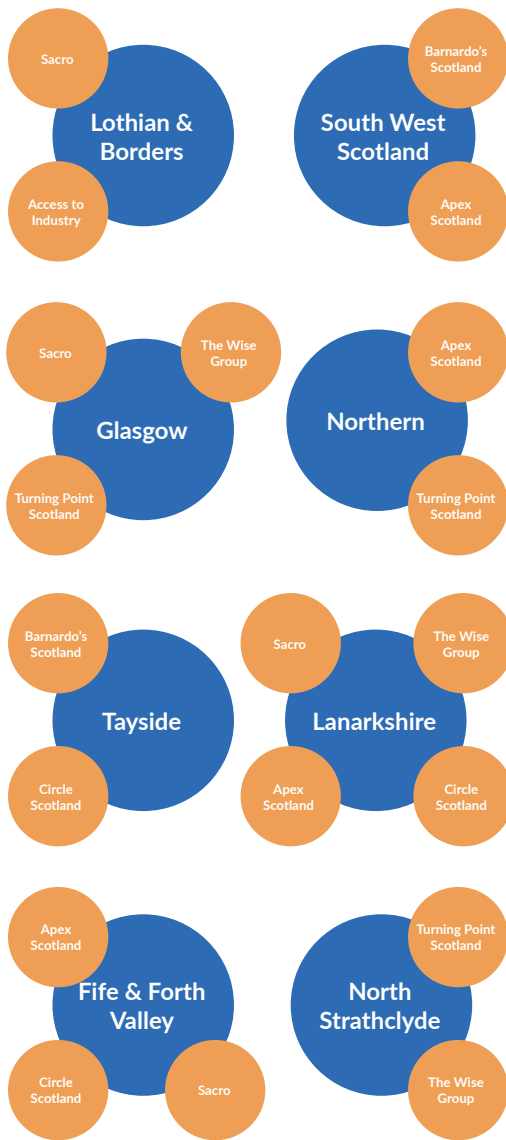 Sacro
Lothian &
Borders
Access to
Industry
Barnardo's
Scotland
South West
Scotland
Apex
Scotland
Sacro
The Wise
Group
Glasgow
Turning Point
Scotland
Apex
Scotland
Northern
Turning Point
Scotland
Barnardo's
Scotland
Tayside
Circle
Scotland
Sacro
The Wise
Group
Lanarkshire
Apex
Scotland
Circle
Scotland
Apex
Scotland
Fife & Forth
Valley
Circle
Scotland
Sacro
Turning Point
Scotland
North
Strathclyde
The Wise
Group